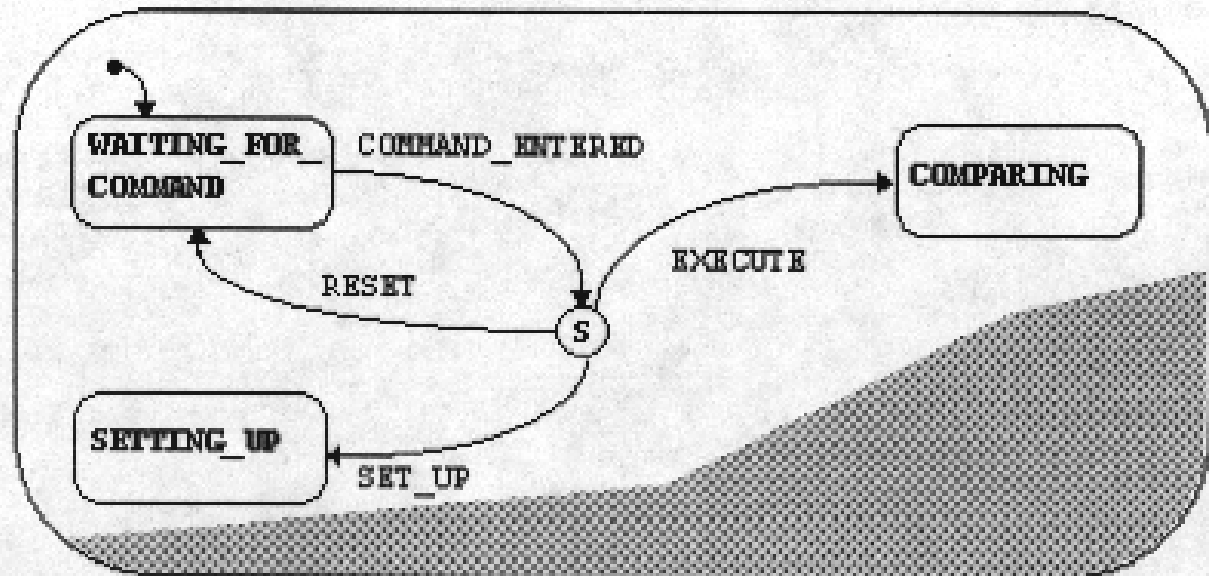 WAITING_FOR_
COMMAND
COMMAND_ENTERED
COMPARING
EXECUTE
RESET
S
SETTING_UP
SET_UP